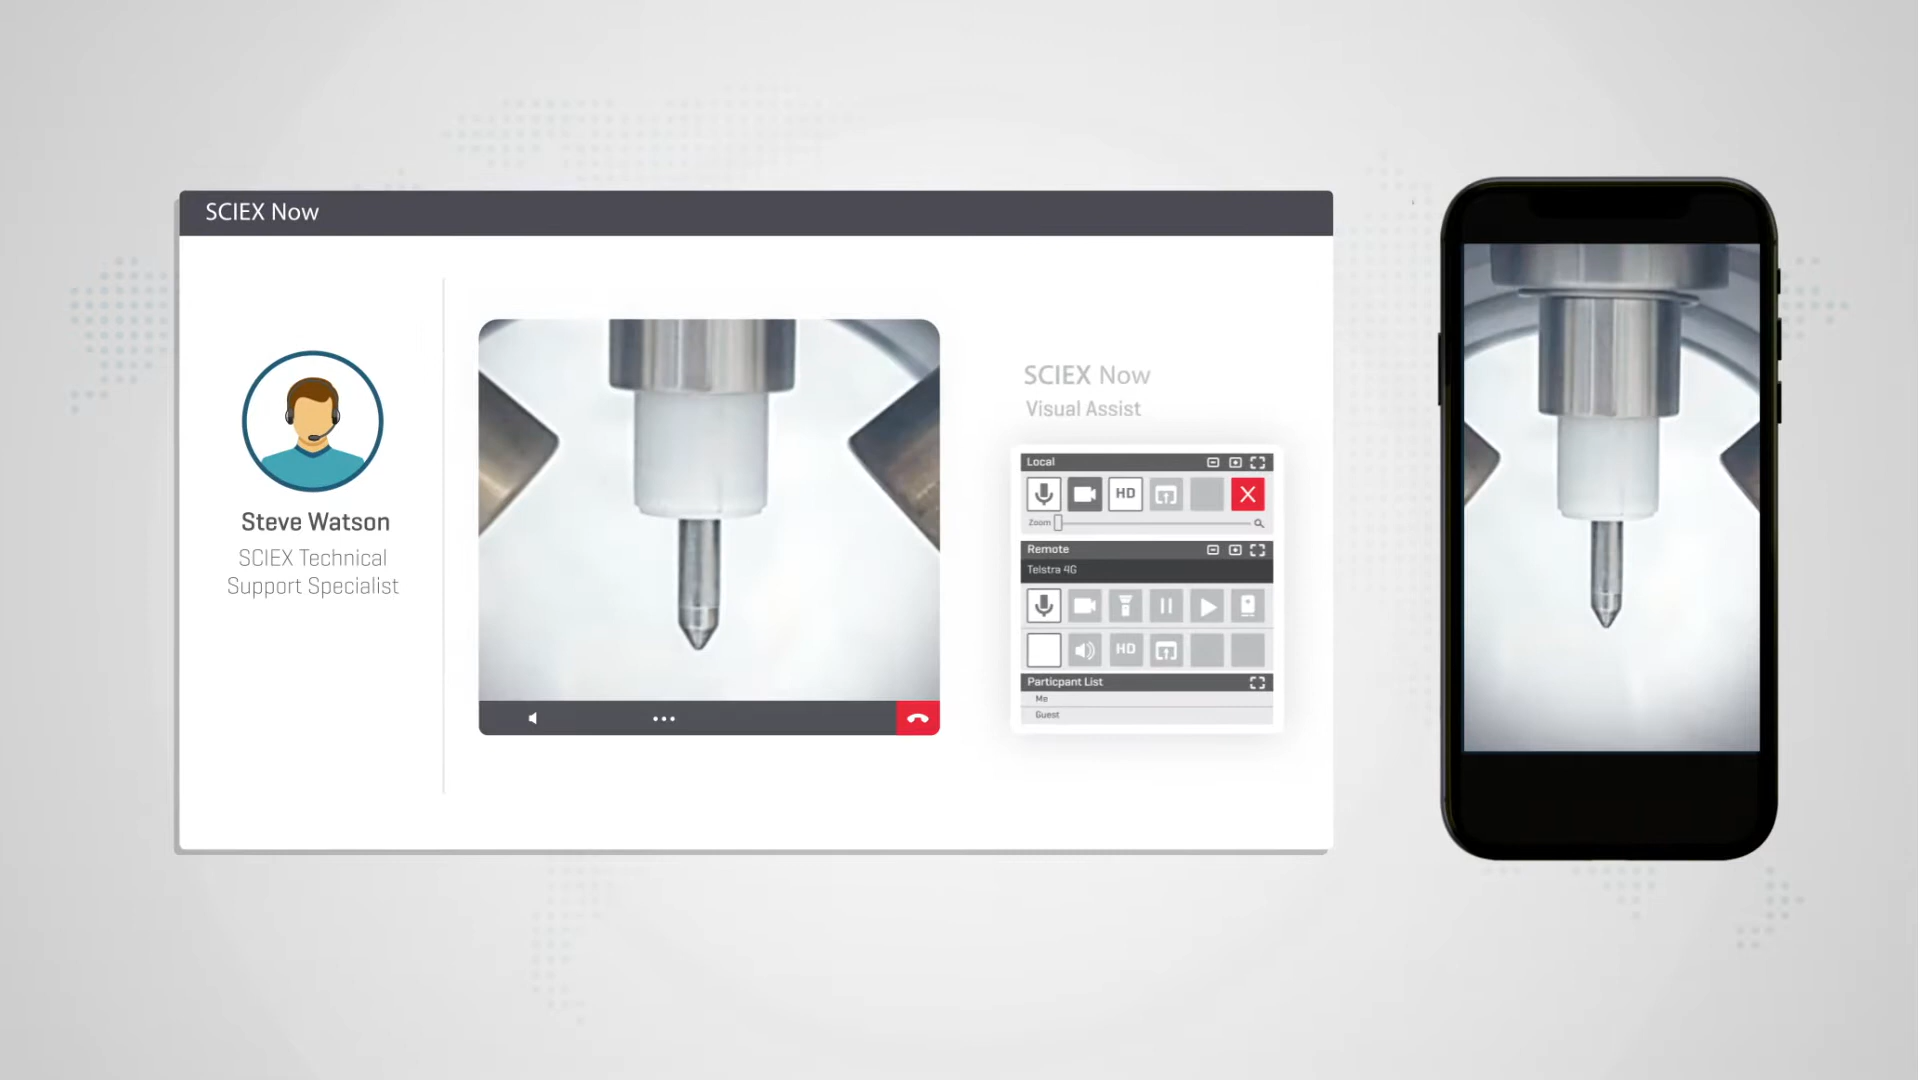 SCIEX Now
Steve Watson
SCIEX Technical
Support Specialist
SCIEX Now
Visual Assist
Local
HD
Zoom
Remote
Telstra 4G
HD
Particpant List
Me
Guest